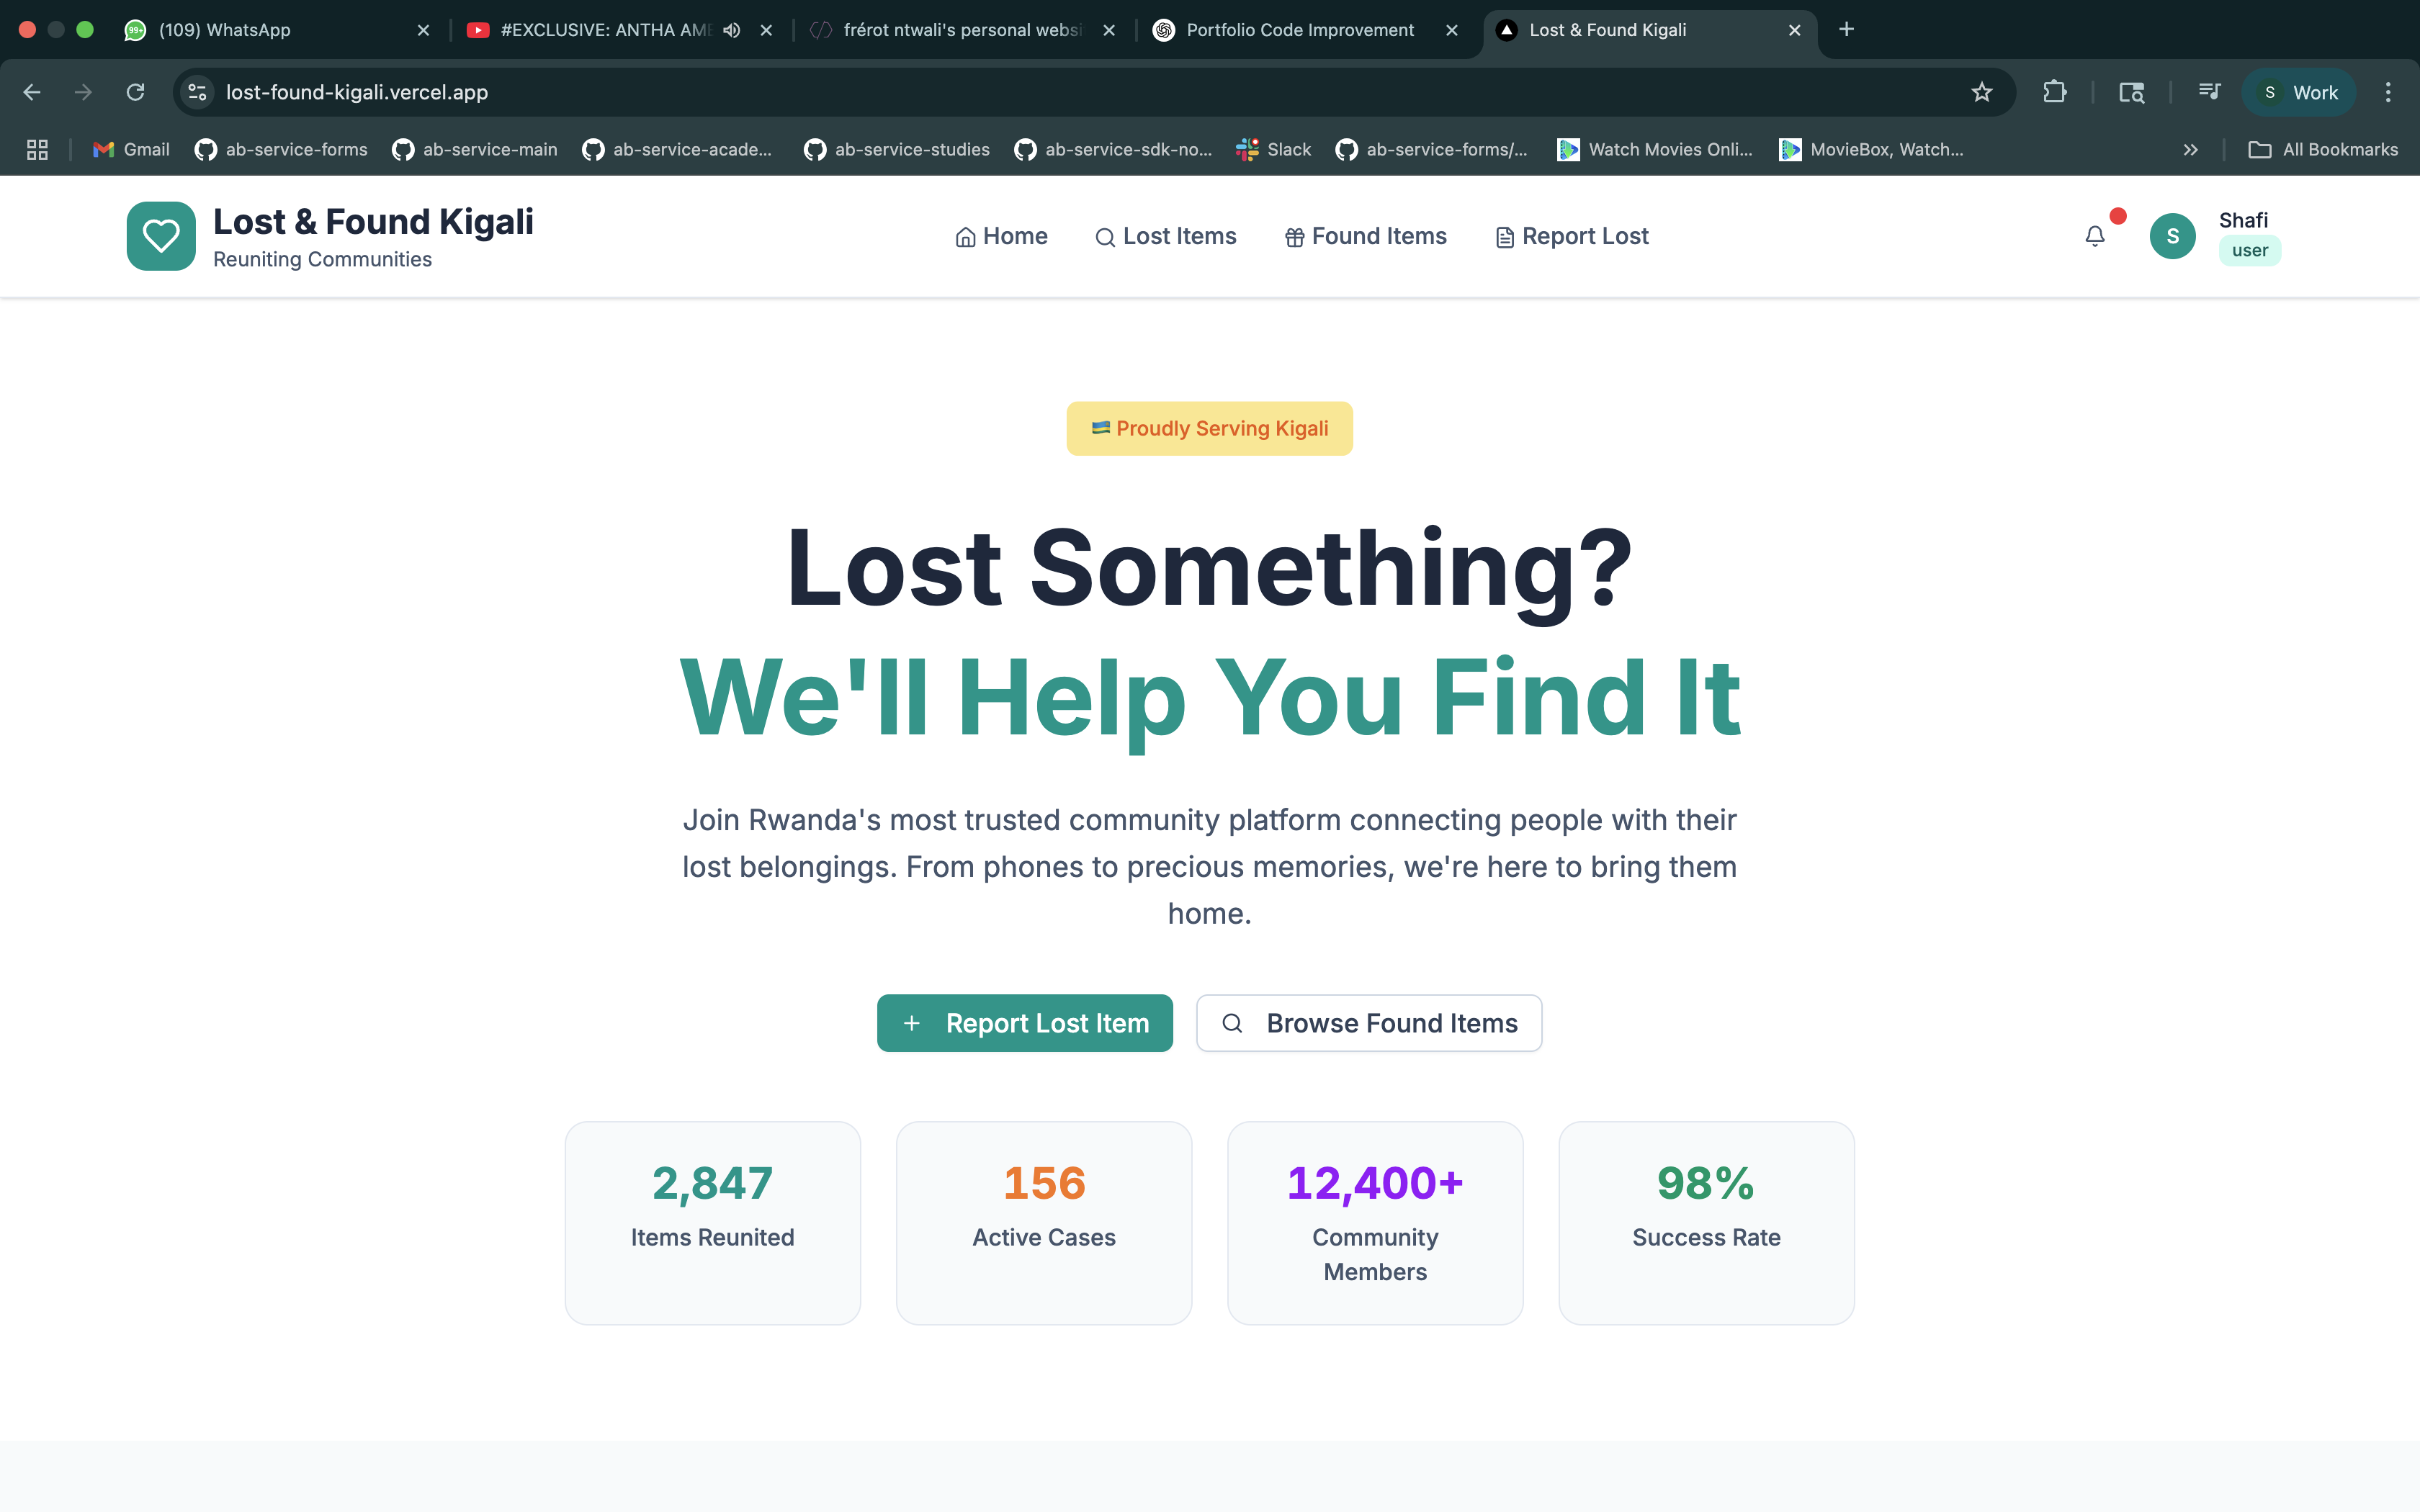 (109) WhatsApp
#EXCLUSIVE: ANTHA AM
frérot ntwali's personal websi
Portfolio Code Improvement
Lost & Found Kigali
lost-found-kigali.vercel.app
S
Work
Gmail
ab-service-forms
ab-service-main
ab-service-acade...
ab-service-studies
ab-service-sdk-no...
Slack
ab-service-forms/...
Watch Movies Onli...
MovieBox, Watch...
All Bookmarks
Lost & Found Kigali
Reuniting Communities
Home
Lost Items
Found Items
Report Lost
S
Shafi
user
Proudly Serving Kigali
Lost Something?
We'll Help You Find It
Join Rwanda's most trusted community platform connecting people with their
lost belongings. From phones to precious memories, we're here to bring them
home.
+ Report Lost Item
Browse Found Items
2,847
Items Reunited
156
Active Cases
12,400+
Community
Members
98%
Success Rate